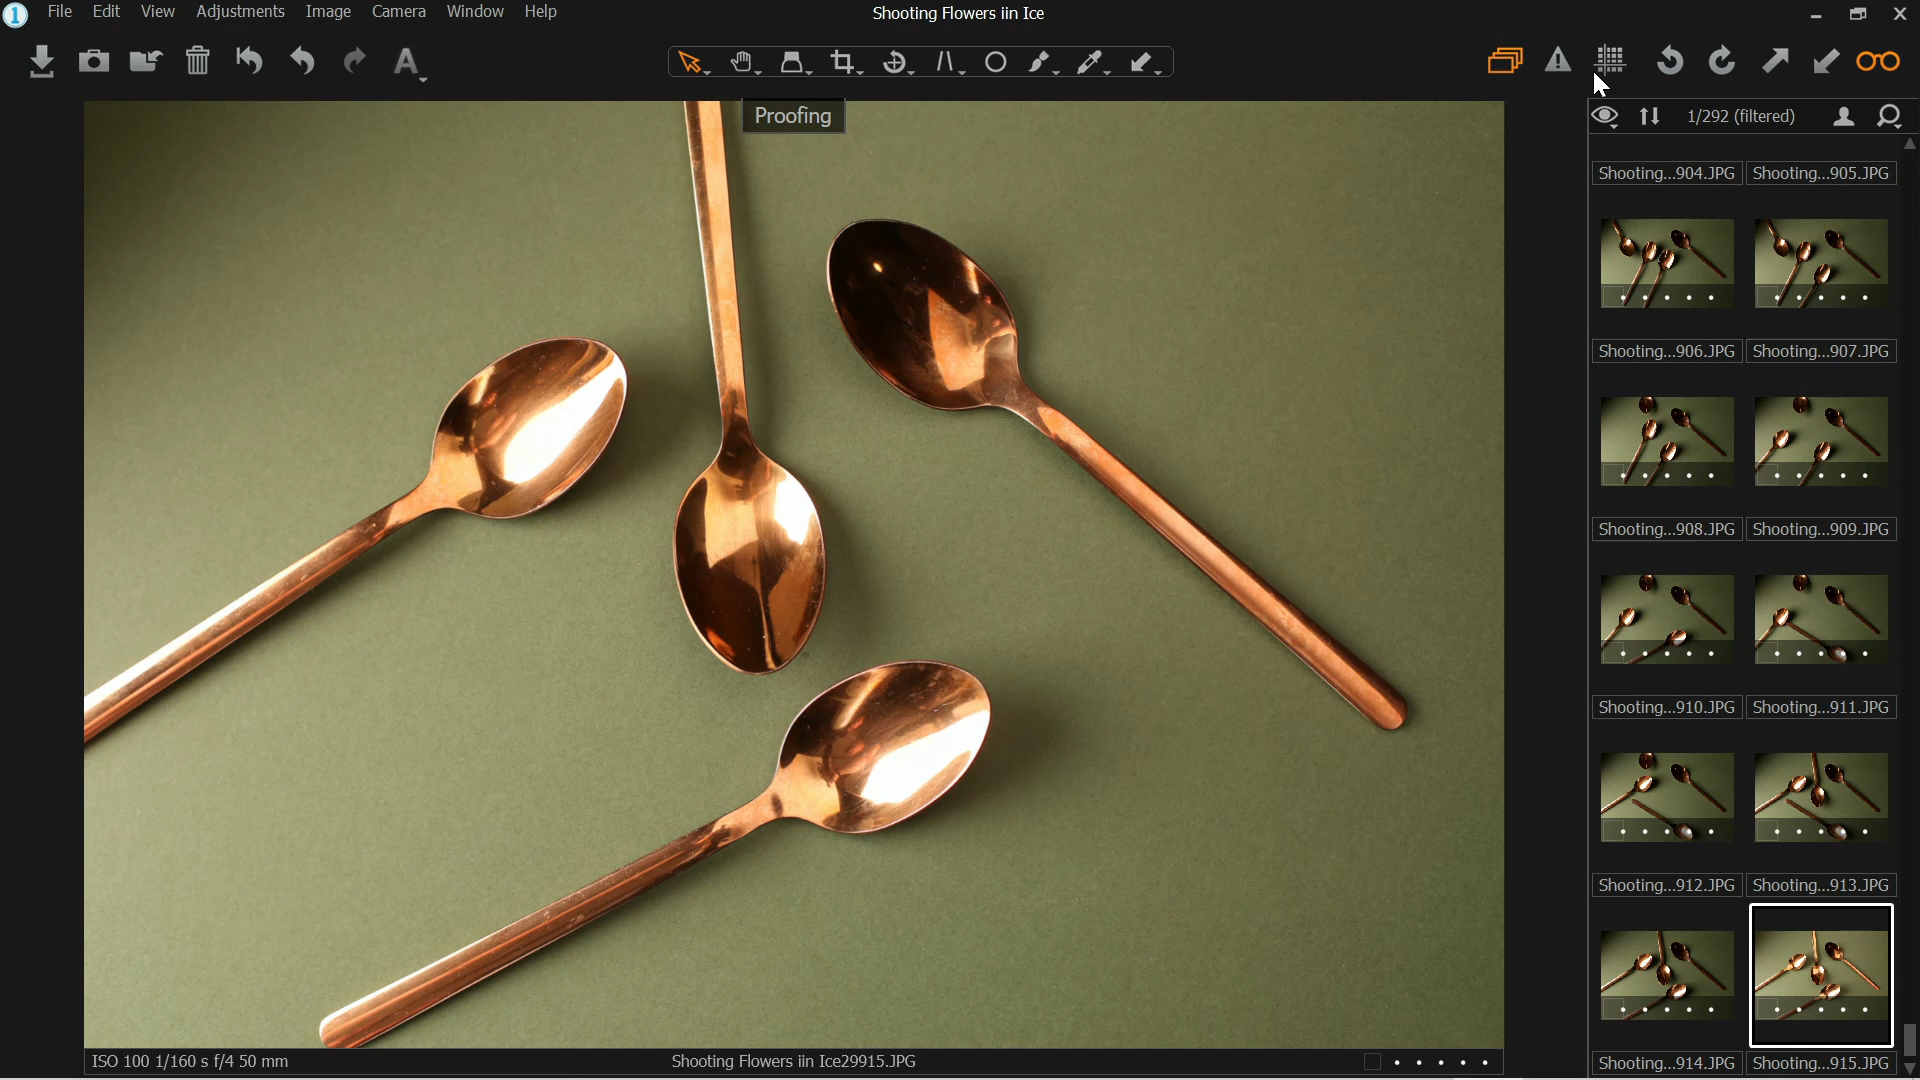 1 File Edit View Adjustments Image Camera Window Help
Shooting Flowers iin Ice
A
Proofing
1/292 (filtered)
Shooting...904.JPG Shooting...905.JPG
Shooting...906.JPG Shooting...907.JPG
Shooting...908.JPG Shooting...909.JPG
Shooting...910.JPG Shooting...911.JPG
Shooting...912.JPG Shooting...913.JPG
Shooting...914.JPG Shooting...915.JPG
ISO 100 1/160 s f/4 50 mm
Shooting Flowers iin Ice29915.JPG